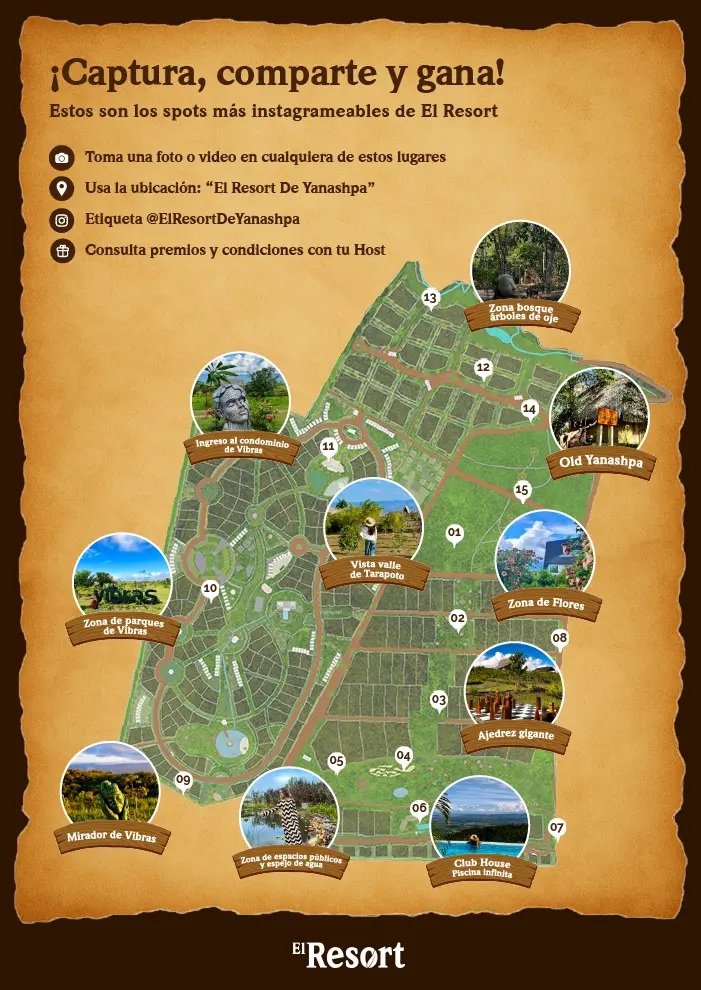 ¡Captura, comparte y gana!
Estos son los spots más instagrameables de El Resort
Toma una foto o video en cualquiera de estos lugares
Usa la ubicación: “El Resort De Yanashpa”
Etiqueta @ElResortDeYanashpa
Consulta premios y condiciones con tu Host
13
Zona bosque
árboles de oje
12
14
Ingreso al condominio
de Vibras
11
Old Yanashpa
15
01
Vista valle
de Tarapoto
10
Zona de Flores
VIBRAS
Zona de parques
de Vibras
02
08
03
Ajedrez gigante
05
04
09
Mirador de Vibras
06
07
Zona de espacios públicos
y espejo de agua
Club House
Piscina infinita
El Resort